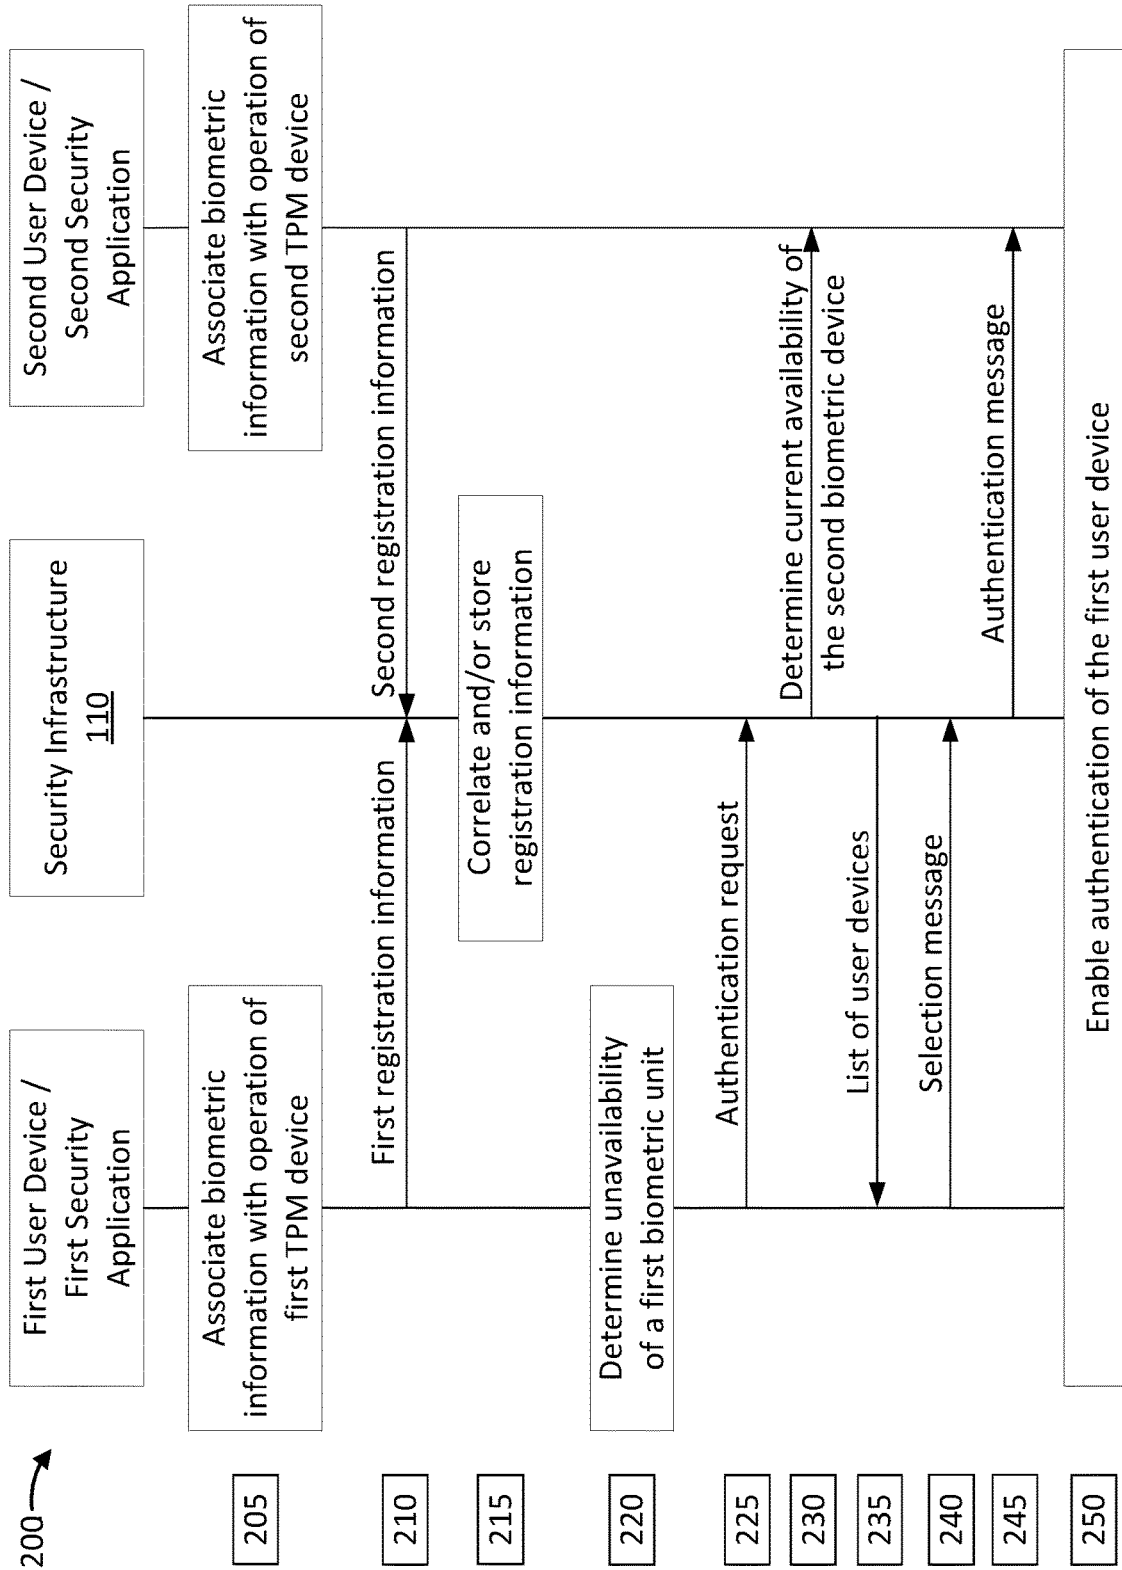 200
First User Device /
First Security
Application
Security Infrastructure
110
Second User Device /
Second Security
Application
205
Associate biometric
information with operation of
first TPM device
Associate biometric
information with operation of
second TPM device
210
First registration information
Second registration information
215
Correlate and/or store
registration information
220
Determine unavailability
of a first biometric unit
225
Authentication request
230
Determine current availability of
the second biometric device
235
List of user devices
240
Selection message
245
Authentication message
250
Enable authentication of the first user device